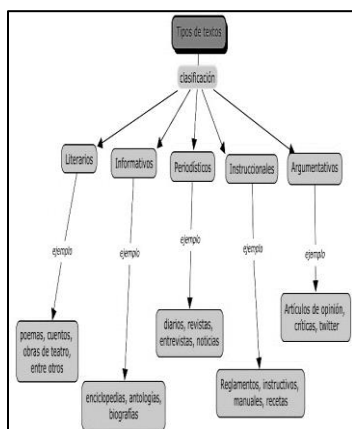 Tipos de textos
clasificación
Literarios
Informativos
Periodísticos
Instruccionales
Argumentativos
ejemplo
ejemplo
ejemplo
ejemplo
ejemplo
poemas, cuentos,
obras de teatro,
entre otros
enciclopedias, antologías,
biografías
diarios, revistas,
entrevistas, noticias
Reglamentos, instructivos,
manuales, recetas
Artículos de opinión,
críticas, twitter